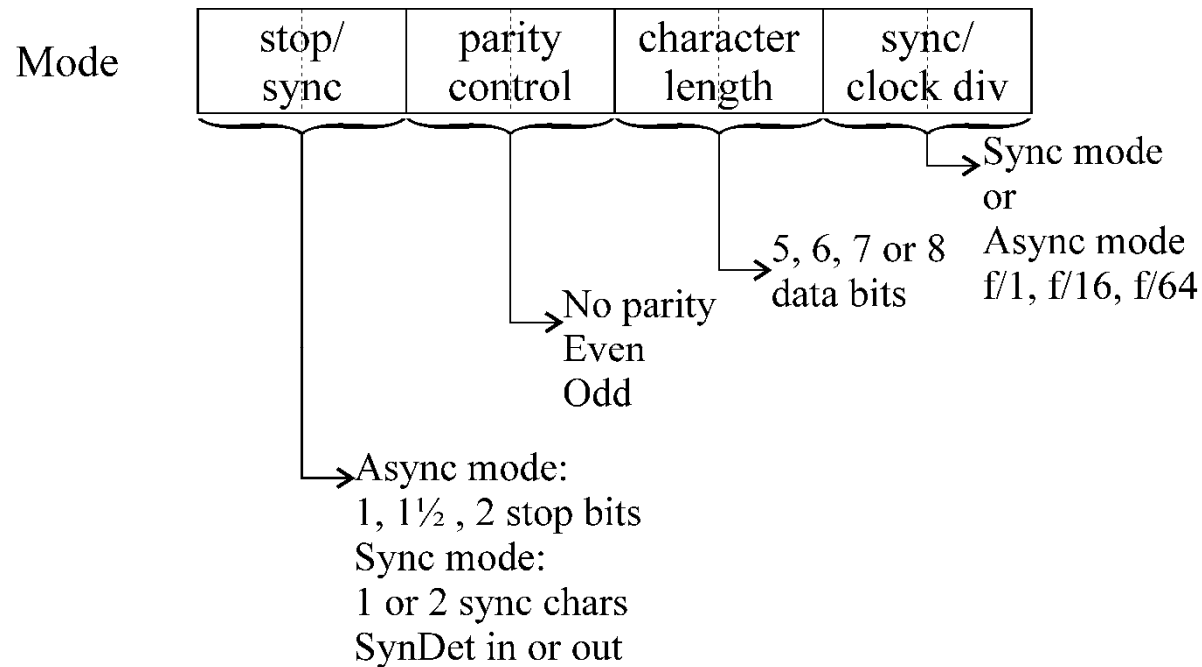 Mode
stop/
sync
parity
control
character
length
sync/
clock div
Sync mode
or
Async mode
f/1, f/16, f/64
5, 6, 7 or 8
data bits
No parity
Even
Odd
Async mode:
1, 1½ , 2 stop bits
Sync mode:
1 or 2 sync chars
SynDet in or out